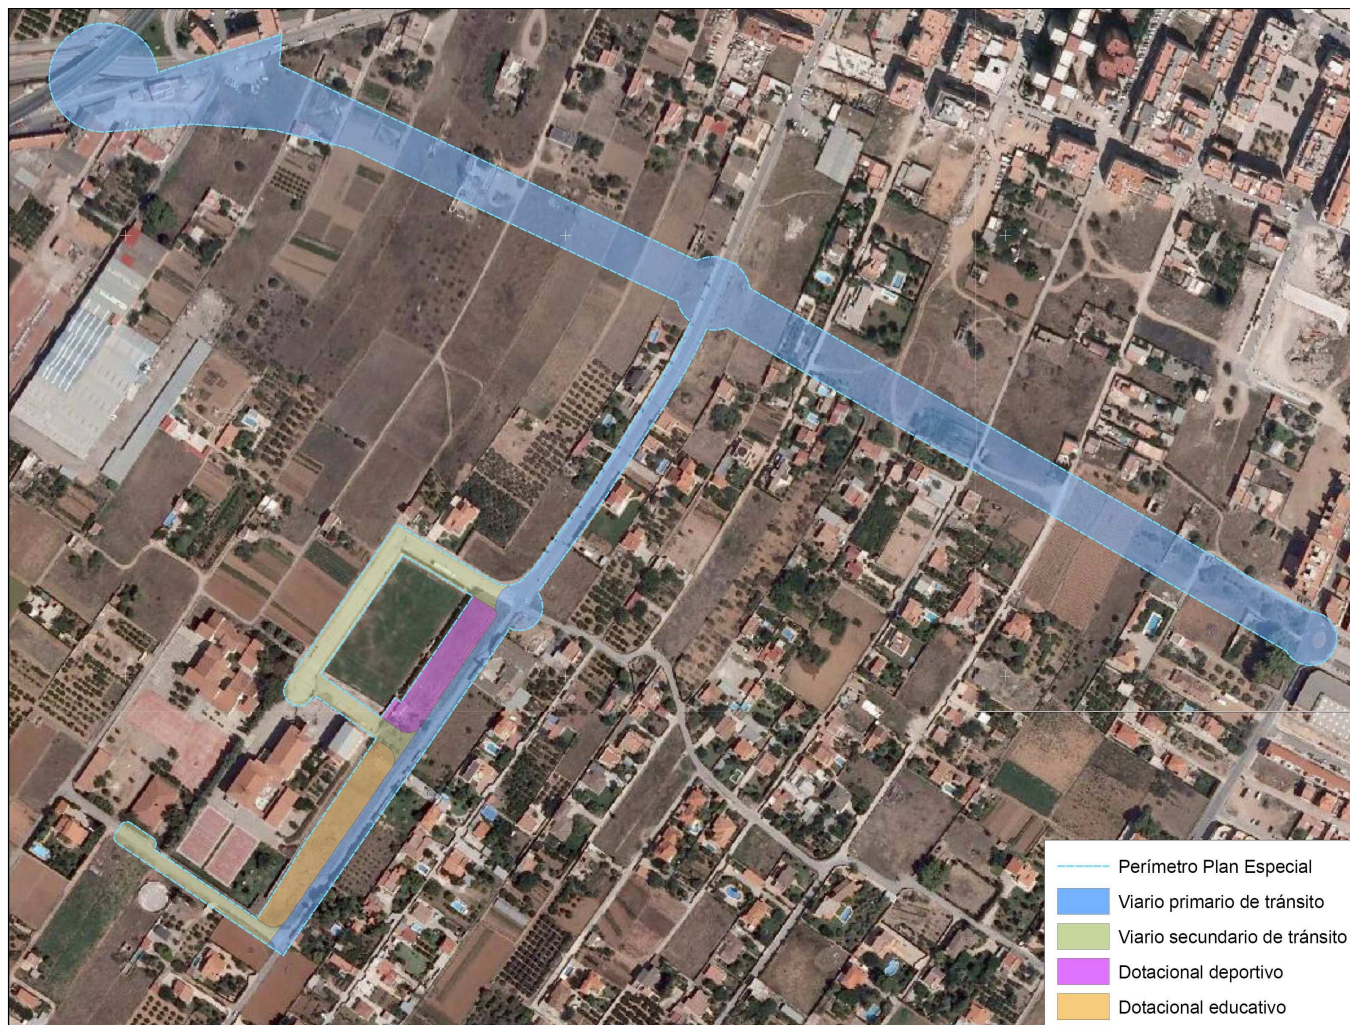 Perímetro Plan Especial
Viario primario de tránsito
Viario secundario de tránsito
Dotacional deportivo
Dotacional educativo